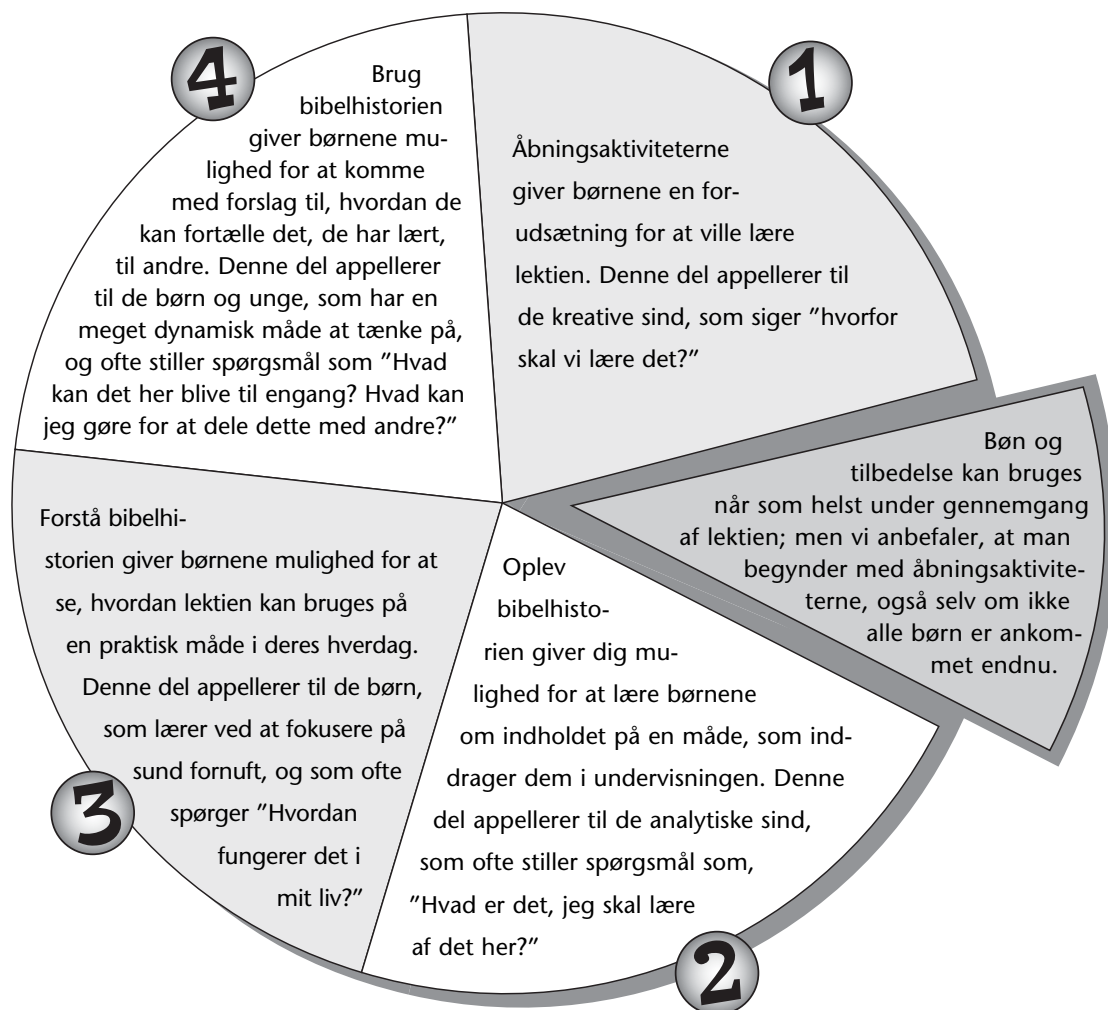 1
Åbningsaktiviteterne
giver børnene en for-
udsætning for at ville lære
lektien. Denne del appellerer til
de kreative sind, som siger ”hvorfor
skal vi lære det?”
Bøn og
tilbedelse kan bruges
når som helst under gennemgang
af lektien; men vi anbefaler, at man
begynder med åbningsaktivite-
terne, også selv om ikke
alle børn er ankom-
met endnu.
2
Oplev
bibelhisto-
rien giver dig mu-
lighed for at lære børnene
om indholdet på en måde, som ind-
drager dem i undervisningen. Denne
del appellerer til de analytiske sind,
som ofte stiller spørgsmål som,
”Hvad er det, jeg skal lære
af det her?”
3
Forstå bibelhi-
storien giver børnene mulighed for at
se, hvordan lektien kan bruges på
en praktisk måde i deres hverdag.
Denne del appellerer til de børn,
som lærer ved at fokusere på
sund fornuft, og som ofte
spørger ”Hvordan
fungerer det i
mit liv?”
4
Brug
bibelhistorien
giver børnene mu-
lighed for at komme
med forslag til, hvordan de
kan fortælle det, de har lært,
til andre. Denne del appellerer
til de børn og unge, som har en
meget dynamisk måde at tænke på,
og ofte stiller spørgsmål som ”Hvad
kan det her blive til engang? Hvad kan
jeg gøre for at dele dette med andre?”